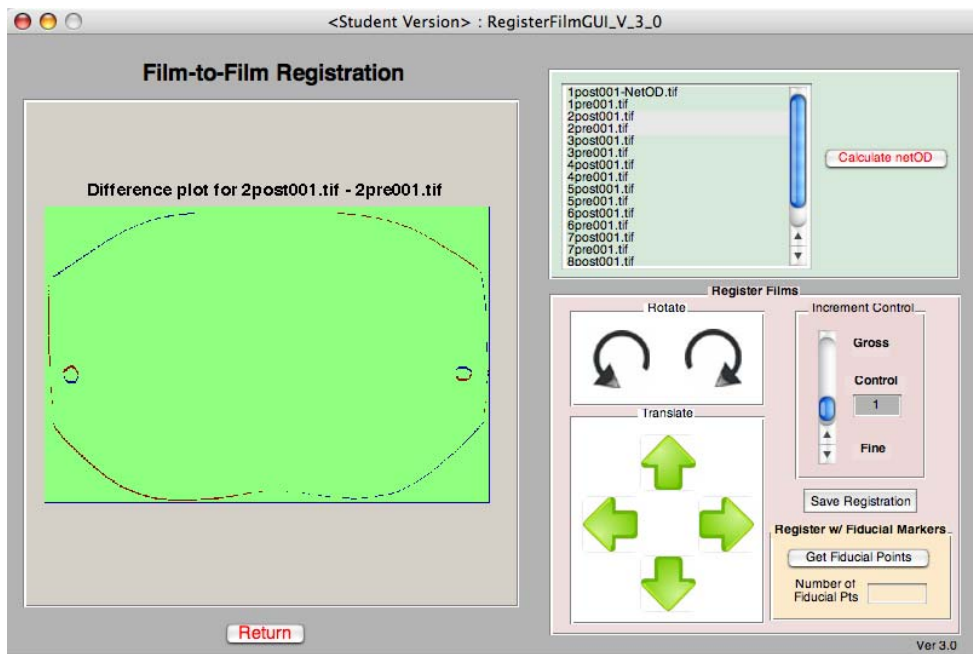 <Student Version> : RegisterFilmGUI_V_3_0
Film-to-Film Registration
Difference plot for 2post001.tif - 2pre001.tif
Return
1post001-NetOD.tif
1pre001.tif
2post001.tif
2pre001.tif
3post001.tif
3pre001.tif
4post001.tif
4pre001.tif
5post001.tif
5pre001.tif
6post001.tif
6pre001.tif
7post001.tif
7pre001.tif
8post001.tif
Calculate netOD
Register Films
Rotate
Translate
Increment Control
Gross
Control
1
Fine
Save Registration
Register w/ Fiducial Markers
Get Fiducial Points
Number of
Fiducial Pts
Ver 3.0